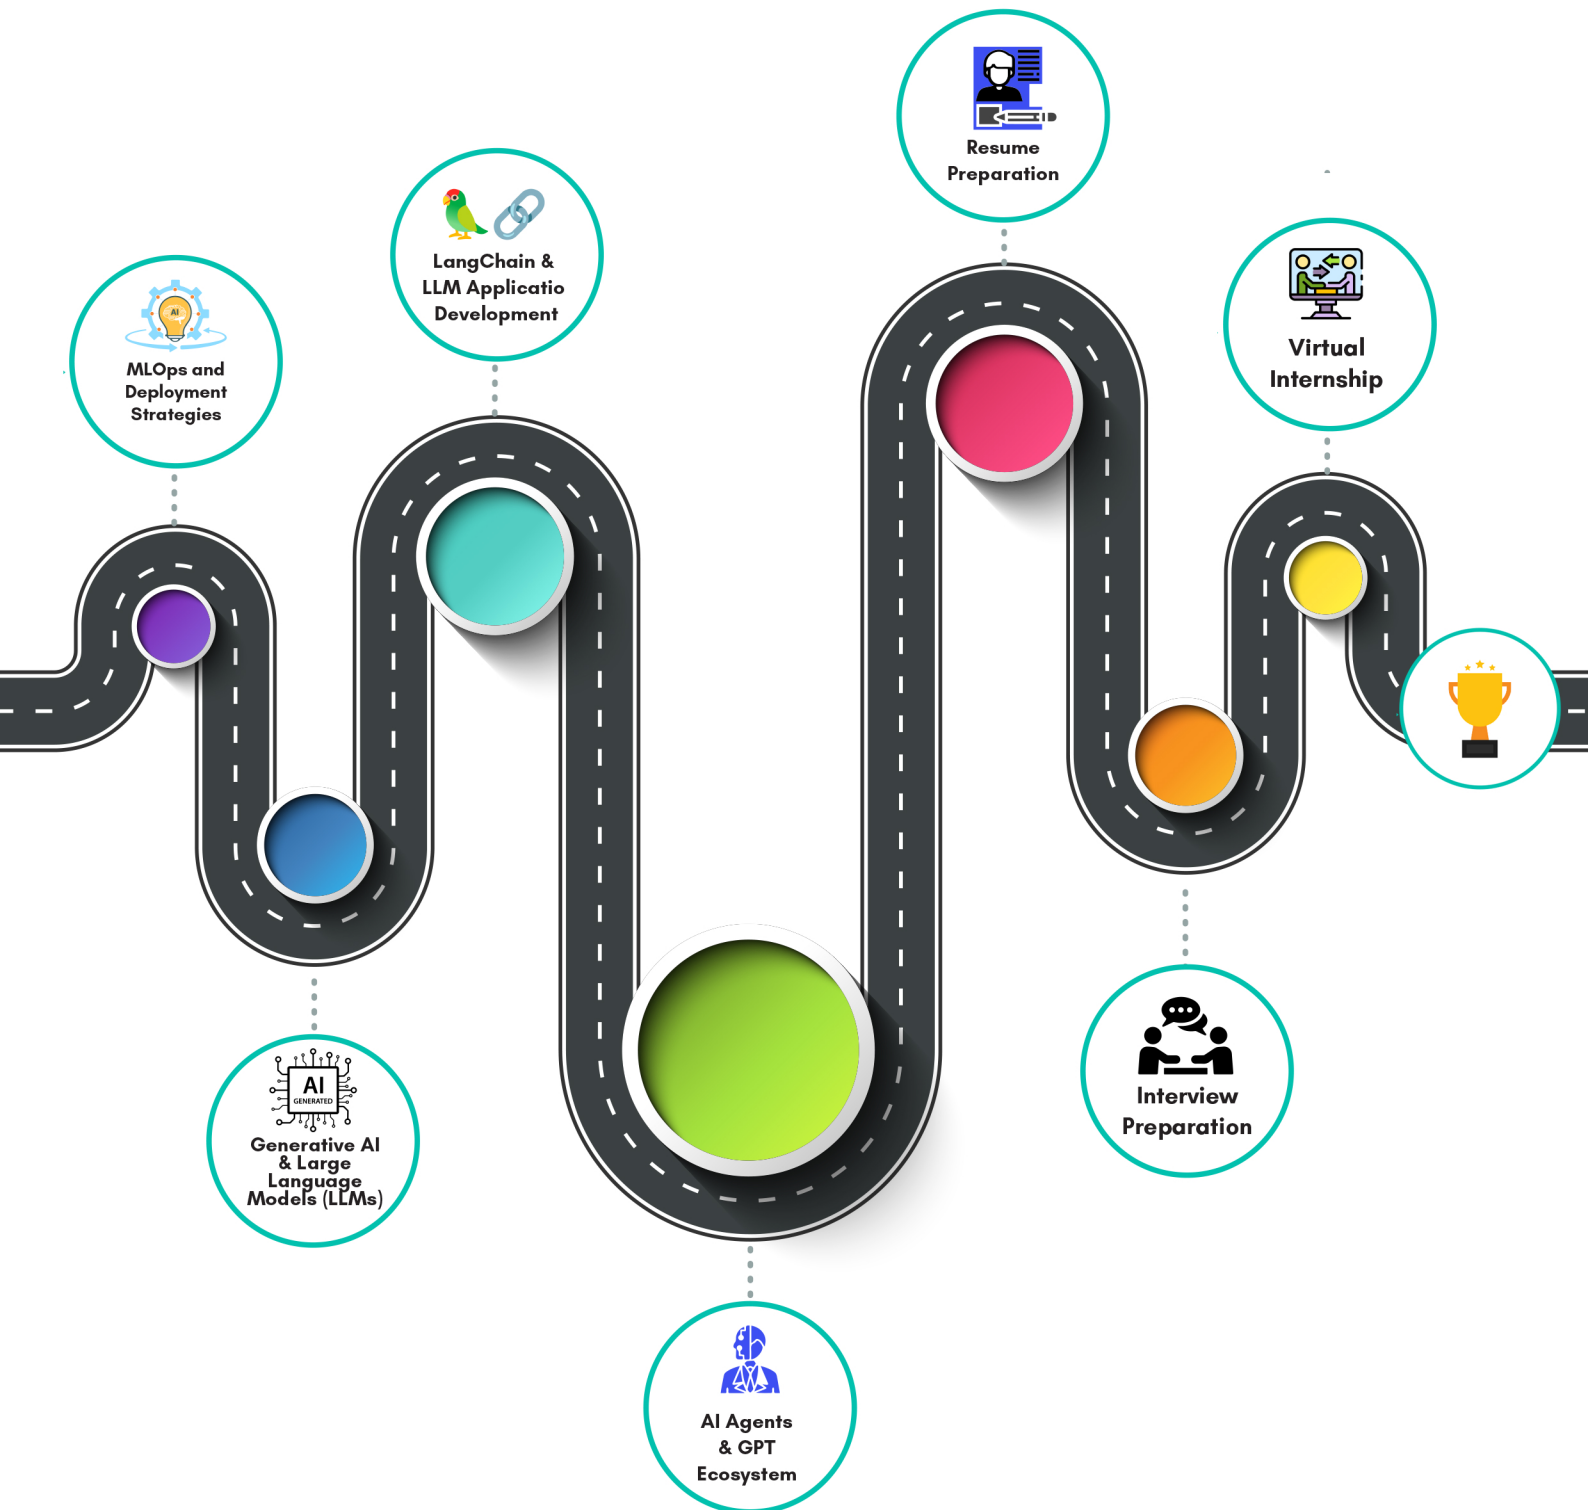 MLOps and
Deployment
Strategies
AI
AI
GENERATED
Generative AI
& Large
Language
Models (LLMs)
LangChain &
LLM Applicatio
Development
AI Agents
& GPT
Ecosystem
Resume
Preparation
Interview
Preparation
Virtual
Internship